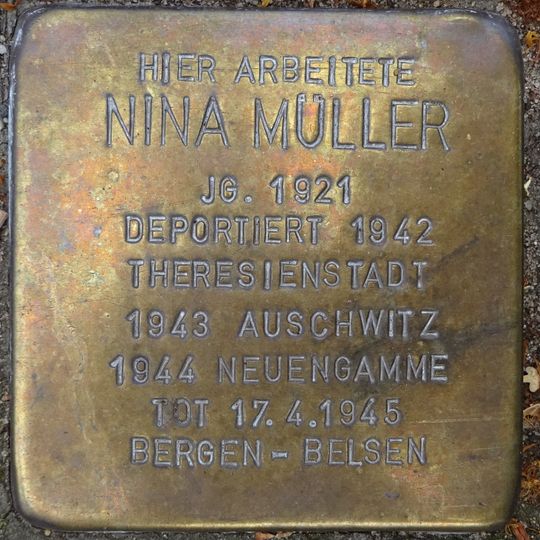 HIER ARBEITETE
NINA MÜLLER
JG. 1921
DEPORTIERT 1942
THERESIENSTADT
1943 AUSCHWITZ
1944 NEUENGAMME
TOT 17.4.1945
BERGEN-BELSEN